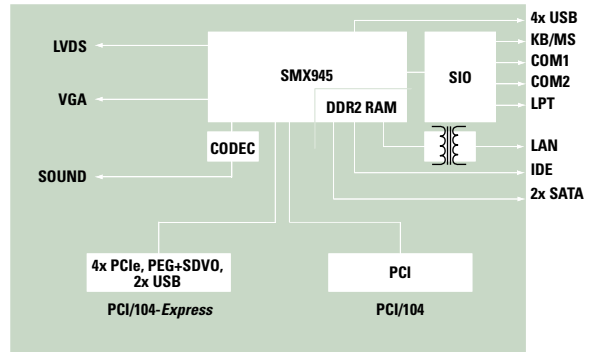 4x USB
LVDS
KB/MS
COM1
SMX945
SIO
COM2
VGA
DDR2 RAM
LPT
CODEC
LAN
SOUND
IDE
2x SATA
4x PCIe, PEG+SDVO,
2x USB
PCI
PCI/104-Express
PCI/104